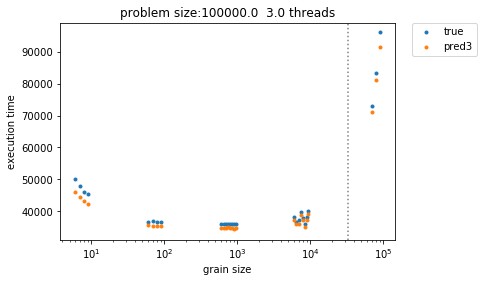 problem size:100000.0  3.0 threads
true
pred3
execution time
90000
80000
70000
60000
50000
40000
10^1
10^2
10^3
10^4
10^5
grain size